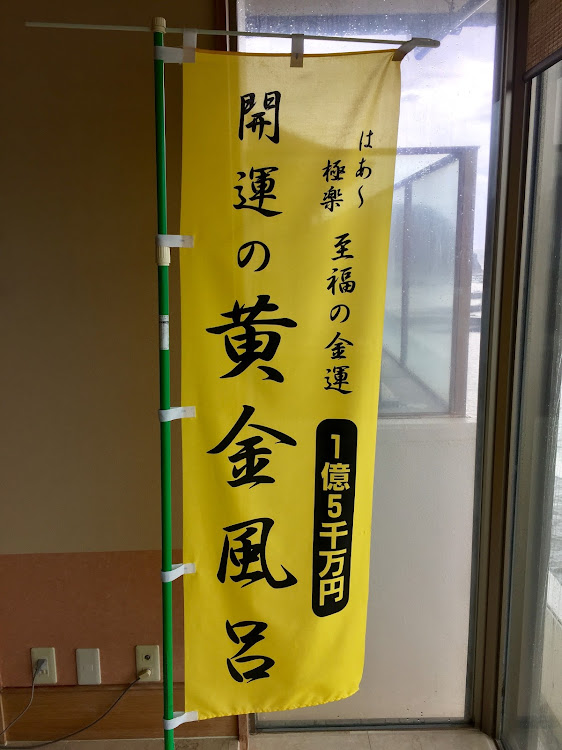 はあ〜
極楽
至福の金運
1億5千万円
開運の黄金風呂